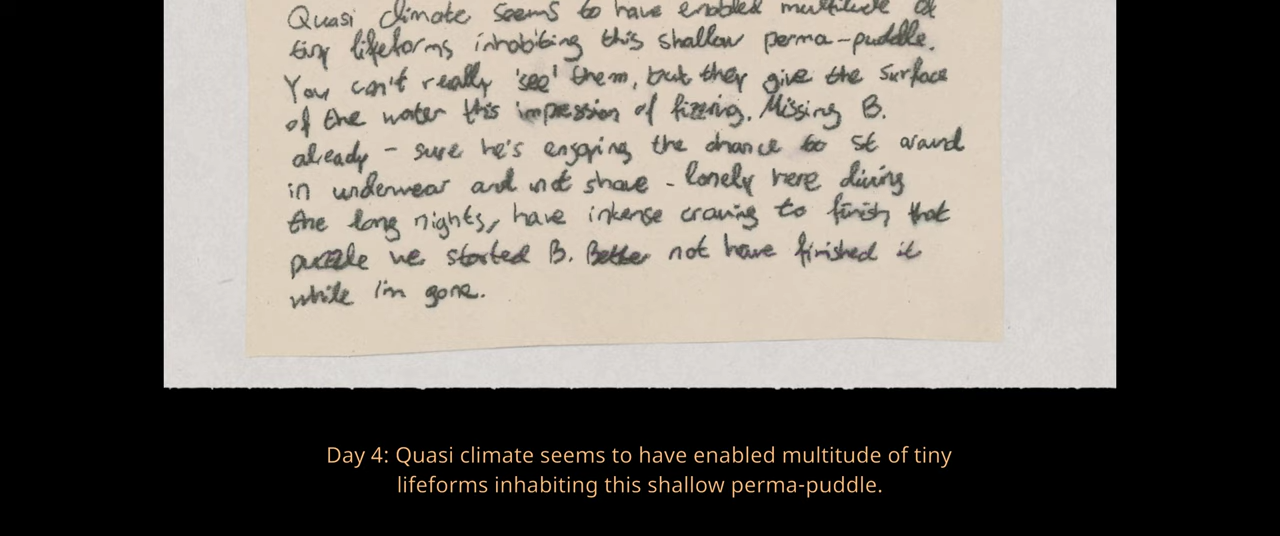 Quasi climate seems to have enabled multitude of
tiny lifeforms inhabiting this shallow perma-puddle.
You can't really 'see' them, but they give the surface
of the water this impression of fizzing. Missing B.
already - sure he's enjoying the chance to sit around
in underwear and not shave - lonely here during
the long nights, have intense craving to finish that
puzzle we started B. Better not have finished it
while I'm gone.
Day 4: Quasi climate seems to have enabled multitude of tiny
lifeforms inhabiting this shallow perma-puddle.